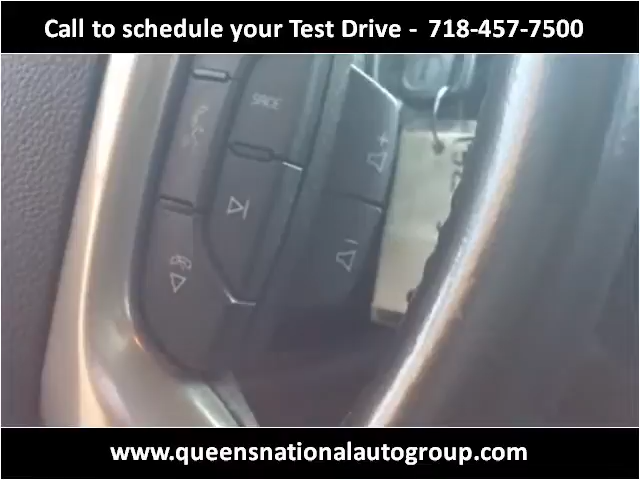 Call to schedule your Test Drive - 718-457-7500
SRCE
+
-
www.queensnationalautogroup.com